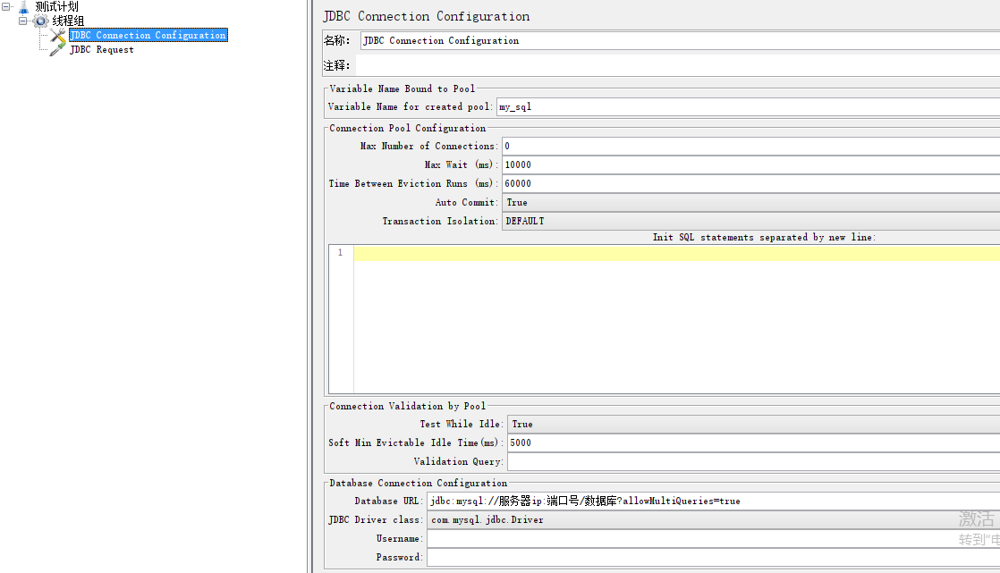 测试计划
线程组
JDBC Connection Configuration
JDBC Request
JDBC Connection Configuration
名称: JDBC Connection Configuration
注释:
Variable Name Bound to Pool
Variable Name for created pool: my_sql
Connection Pool Configuration
Max Number of Connections: 0
Max Wait (ms): 10000
Time Between Eviction Runs (ms): 60000
Auto Commit: True
Transaction Isolation: DEFAULT
Init SQL statements separated by new line:
1
Connection Validation by Pool
Test While Idle: True
Soft Min Evictable Idle Time(ms): 5000
Validation Query:
Database Connection Configuration
Database URL: jdbc:mysql://服务器ip:端口号/数据库?allowMultiQueries=true
JDBC Driver class: com.mysql.jdbc.Driver
激活
Username:
转到"电
Password: